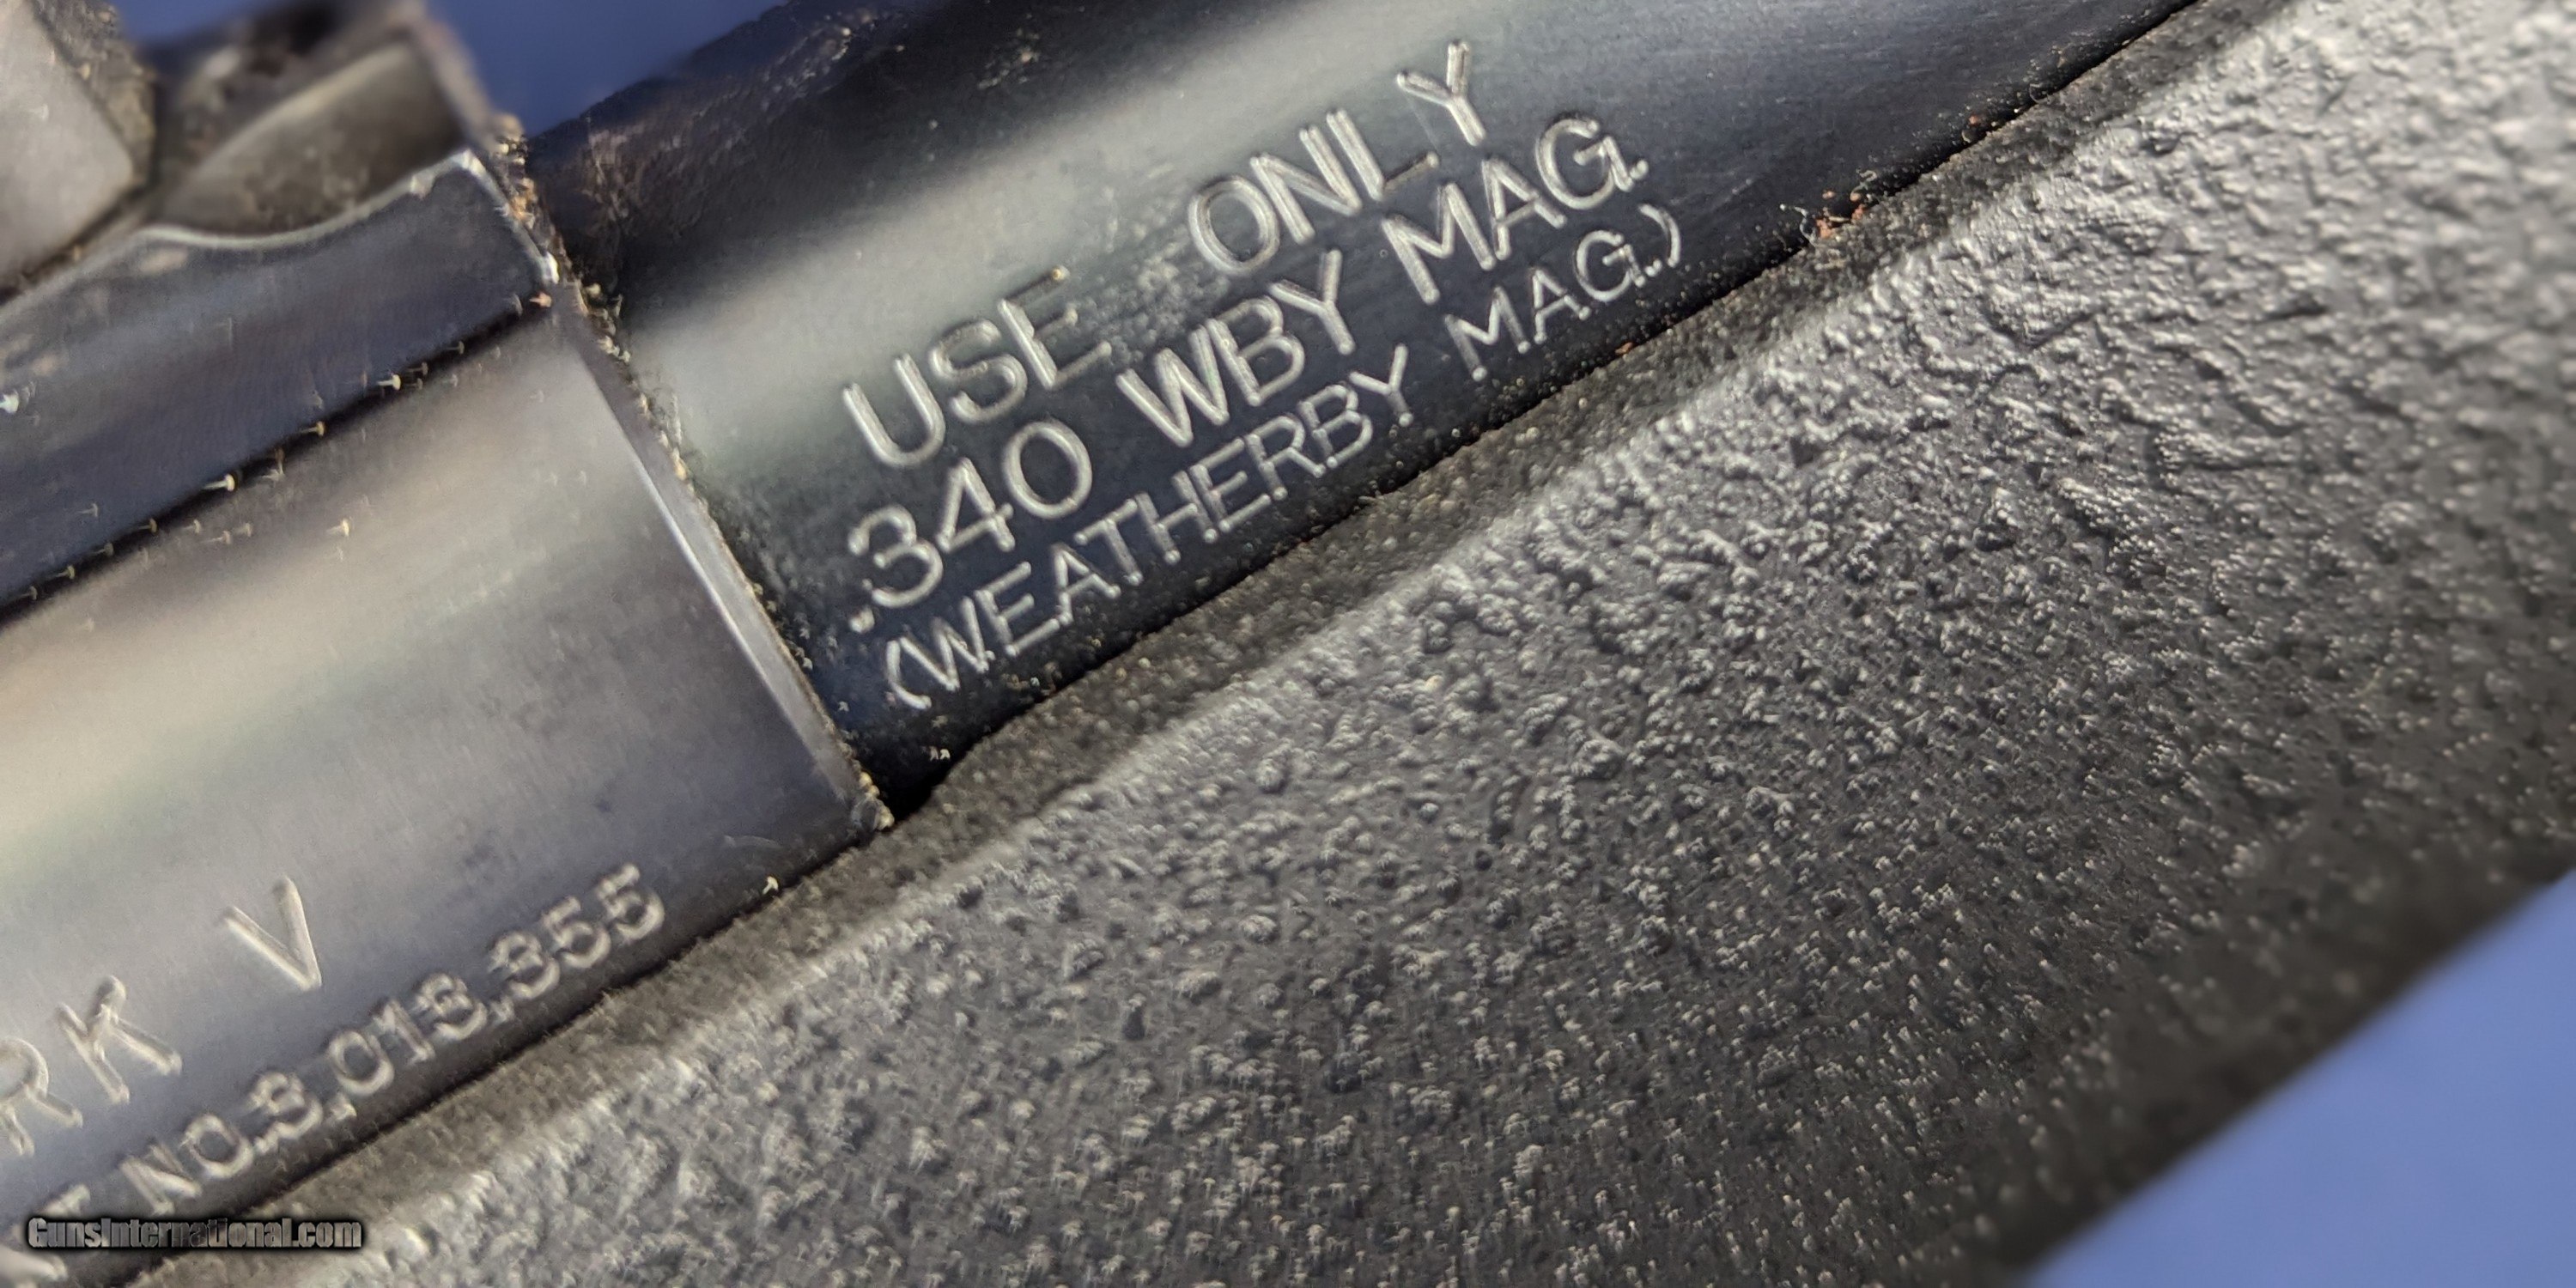 USE ONLY
.340 WBY MAG.
(WEATHERBY MAG.)
RK V
T NO.3,013,355
GunsInternational.com